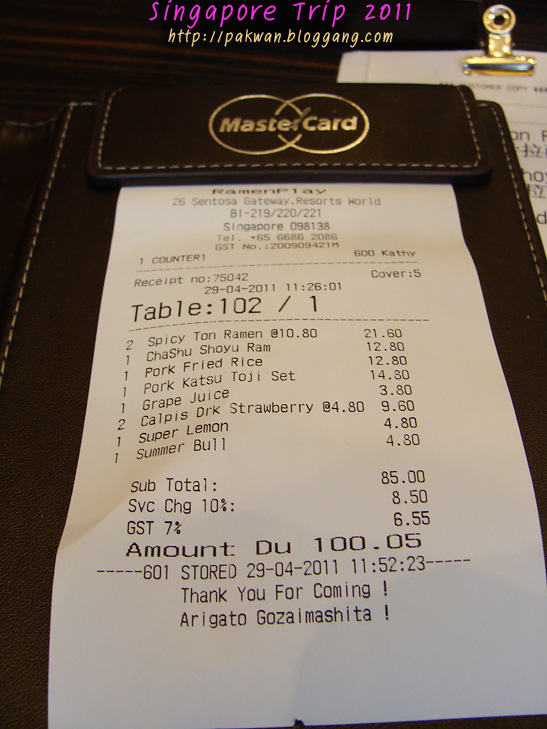 Singapore Trip 2011
http://pakwan.bloggang.com
MasterCard
CUSTOMER COPY
RamenPlay
26 Sentosa Gateway,Resorts World
B1-219/220/221
Singapore 098138
Tel. +65 6686 2086
GST No.:200909421M
1 COUNTER1 600 Kathy
Receipt no:75042 Cover:5
29-04-2011 11:26:01
Table:102 / 1
2 Spicy Ton Ramen @10.80 21.60
1 ChaShu Shoyu Ram 12.80
1 Pork Fried Rice 12.80
1 Pork Katsu Toji Set 14.80
1 Grape Juice 3.80
2 Calpis Drk Strawberry @4.80 9.60
1 Super Lemon 4.80
1 Summer Bull 4.80
Sub Total: 85.00
Svc Chg 10%: 8.50
GST 7% 6.55
Amount Du 100.05
-----601 STORED 29-04-2011 11:52:23-----
Thank You For Coming !
Arigato Gozaimashita !